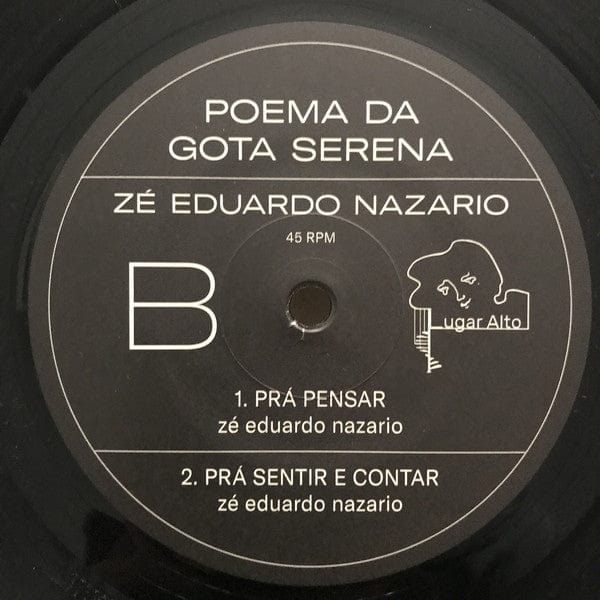 POEMA DA
GOTA SERENA
ZÉ EDUARDO NAZARIO
45 RPM
B
Lugar Alto
1. PRÁ PENSAR
zé eduardo nazario
2. PRÁ SENTIR E CONTAR
zé eduardo nazario